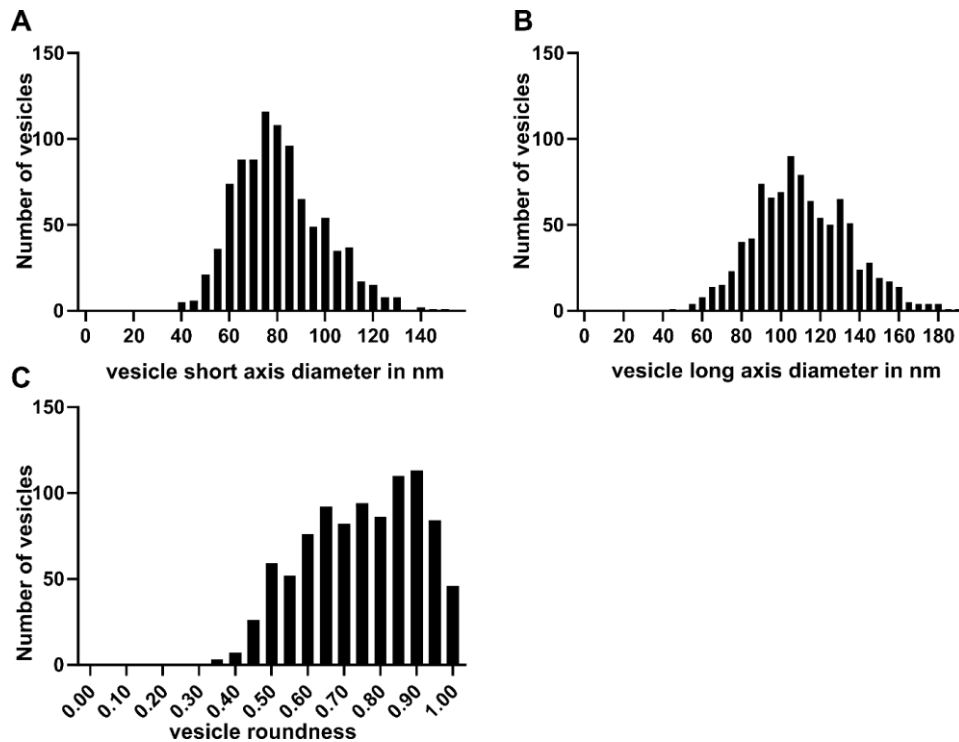 A
Number of vesicles
150
100
50
0
0 20 40 60 80 100 120 140
vesicle short axis diameter in nm
B
Number of vesicles
150
100
50
0
0 20 40 60 80 100 120 140 160 180
vesicle long axis diameter in nm
C
Number of vesicles
150
100
50
0
0.00 0.10 0.20 0.30 0.40 0.50 0.60 0.70 0.80 0.90 1.00
vesicle roundness